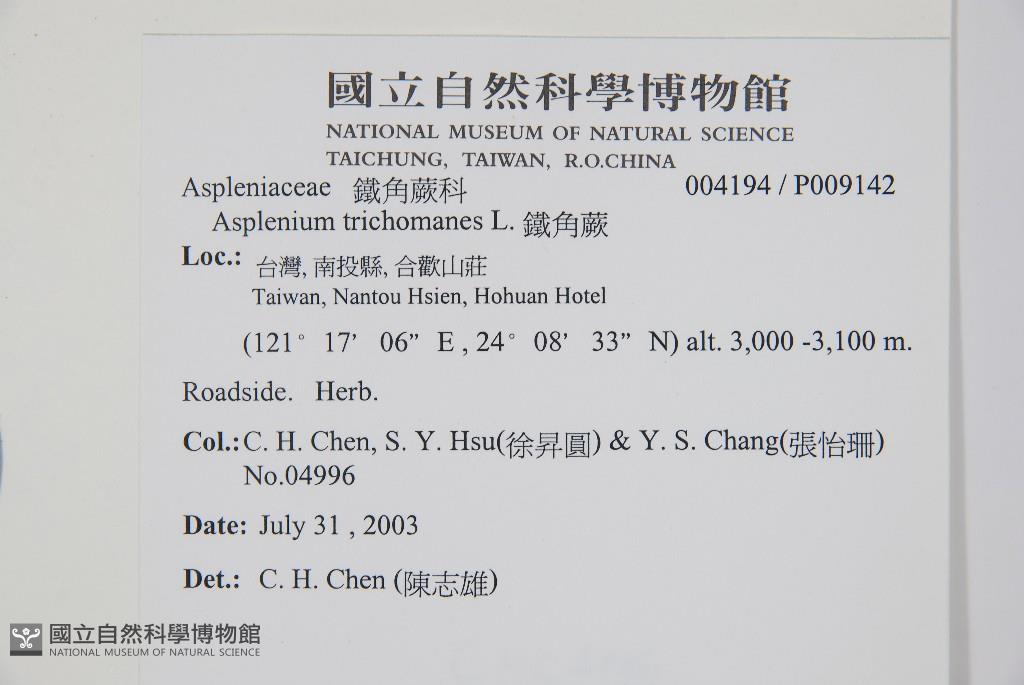 國立自然科學博物館
NATIONAL MUSEUM OF NATURAL SCIENCE
TAICHUNG, TAIWAN, R.O.CHINA
Aspleniaceae 鐵角蕨科 004194 / P009142
Asplenium trichomanes L. 鐵角蕨
Loc.: 台灣, 南投縣, 合歡山莊
Taiwan, Nantou Hsien, Hohuan Hotel
(121° 17’ 06” E , 24° 08’ 33” N) alt. 3,000 -3,100 m.
Roadside. Herb.
Col.: C. H. Chen, S. Y. Hsu(徐昇圓) & Y. S. Chang(張怡珊)
No.04996
Date: July 31 , 2003
Det.: C. H. Chen (陳志雄)
國立自然科學博物館
NATIONAL MUSEUM OF NATURAL SCIENCE